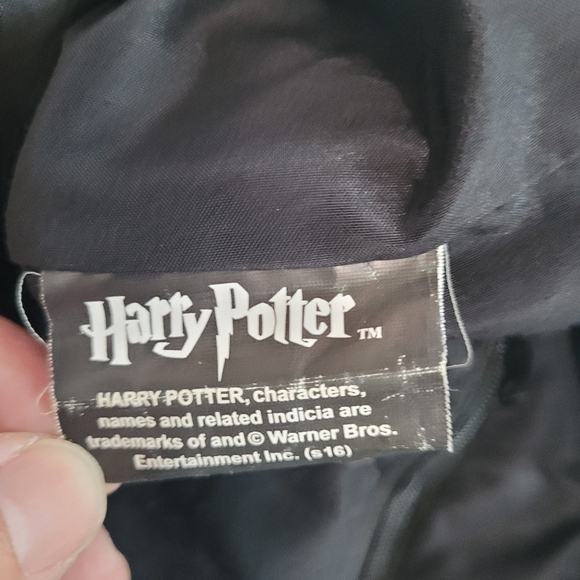 Harry Potter TM
HARRY POTTER, characters,
names and related indicia are
trademarks of and © Warner Bros.
Entertainment Inc. (s16)